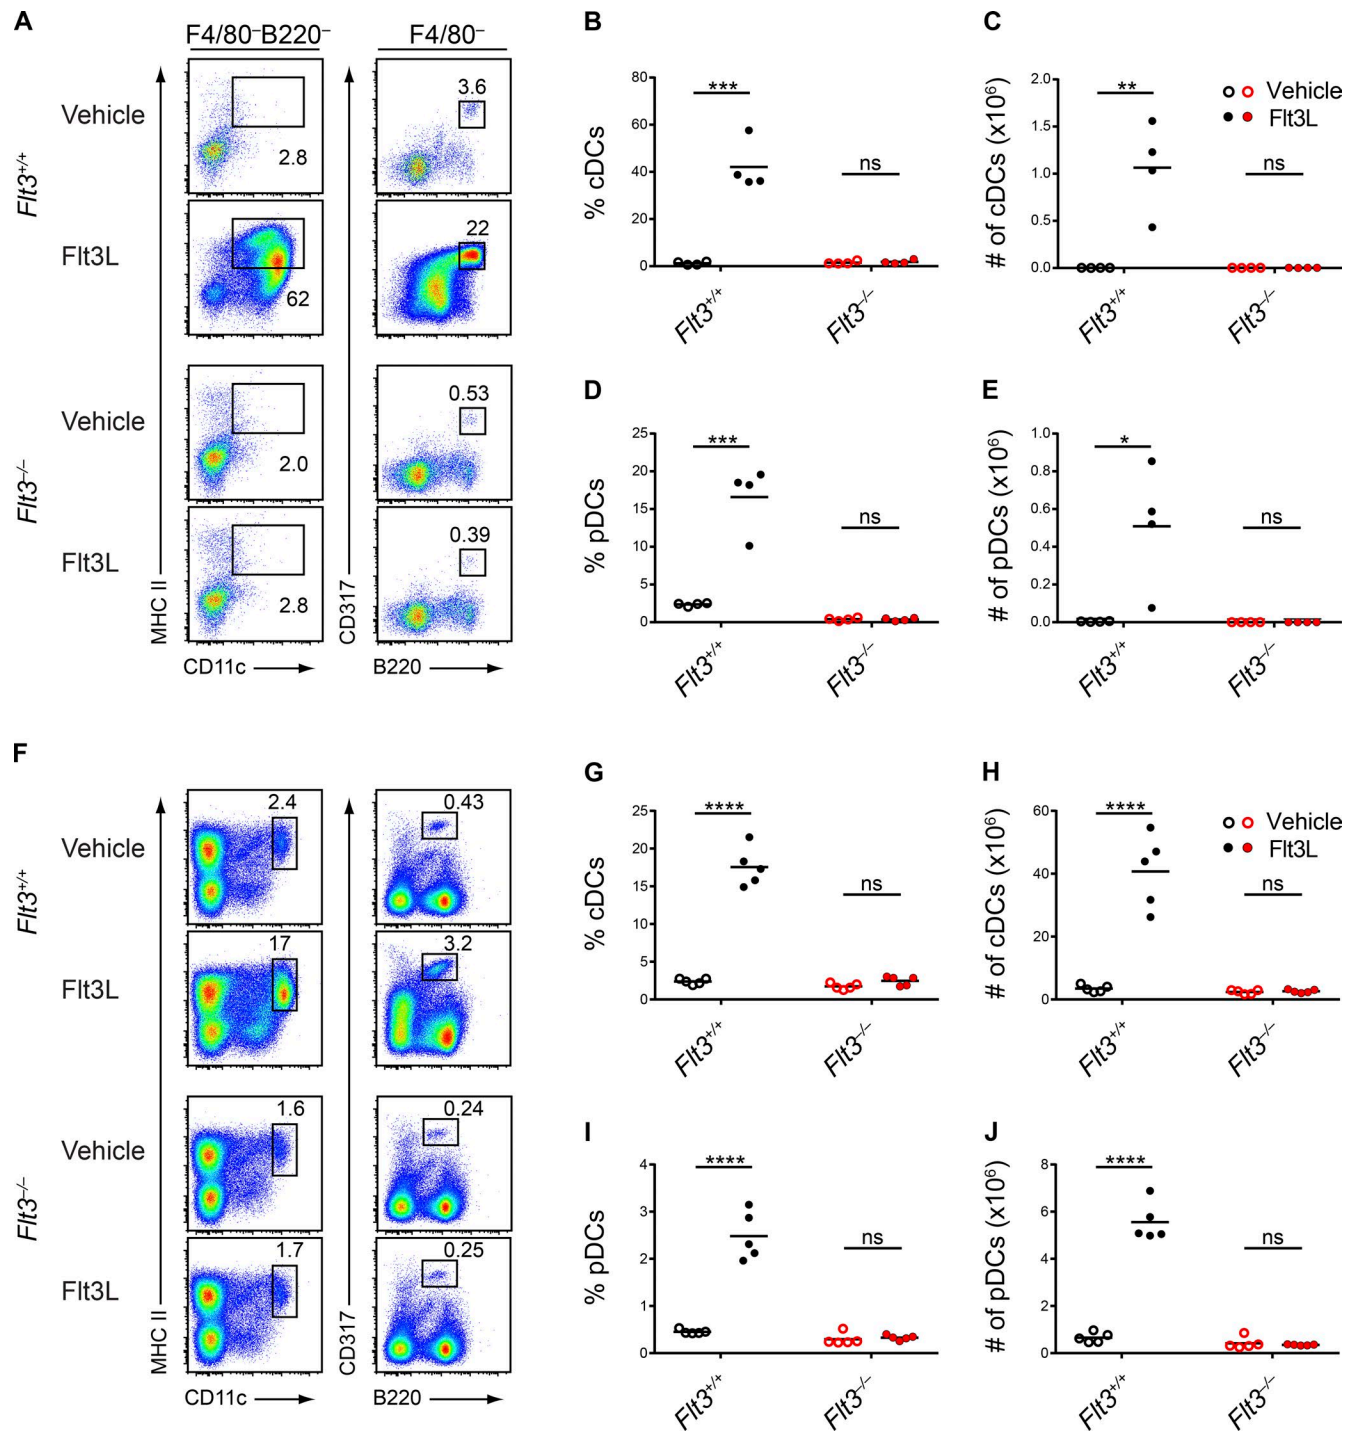 A
F4/80⁻B220⁻
F4/80⁻
Flt3⁺/⁺
Vehicle
3.6
2.8
Flt3L
22
62
Flt3⁻/⁻
Vehicle
0.53
2.0
Flt3L
0.39
2.8
MHC II
CD317
CD11c
B220
B
% cDCs
80
60
40
20
0
***
ns
Flt3⁺/⁺
Flt3⁻/⁻
C
# of cDCs (x10⁶)
2.0
1.5
1.0
0.5
0.0
**
ns
Vehicle
Flt3L
Flt3⁺/⁺
Flt3⁻/⁻
D
% pDCs
25
20
15
10
5
0
***
ns
Flt3⁺/⁺
Flt3⁻/⁻
E
# of pDCs (x10⁶)
1.0
0.8
0.6
0.4
0.2
0.0
*
ns
Flt3⁺/⁺
Flt3⁻/⁻
F
Flt3⁺/⁺
Vehicle
2.4
0.43
Flt3L
17
3.2
Flt3⁻/⁻
Vehicle
1.6
0.24
Flt3L
1.7
0.25
MHC II
CD317
CD11c
B220
G
% cDCs
25
20
15
10
5
0
****
ns
Flt3⁺/⁺
Flt3⁻/⁻
H
# of cDCs (x10⁶)
60
40
20
0
****
ns
Vehicle
Flt3L
Flt3⁺/⁺
Flt3⁻/⁻
I
% pDCs
4
3
2
1
0
****
ns
Flt3⁺/⁺
Flt3⁻/⁻
J
# of pDCs (x10⁶)
8
6
4
2
0
****
ns
Flt3⁺/⁺
Flt3⁻/⁻